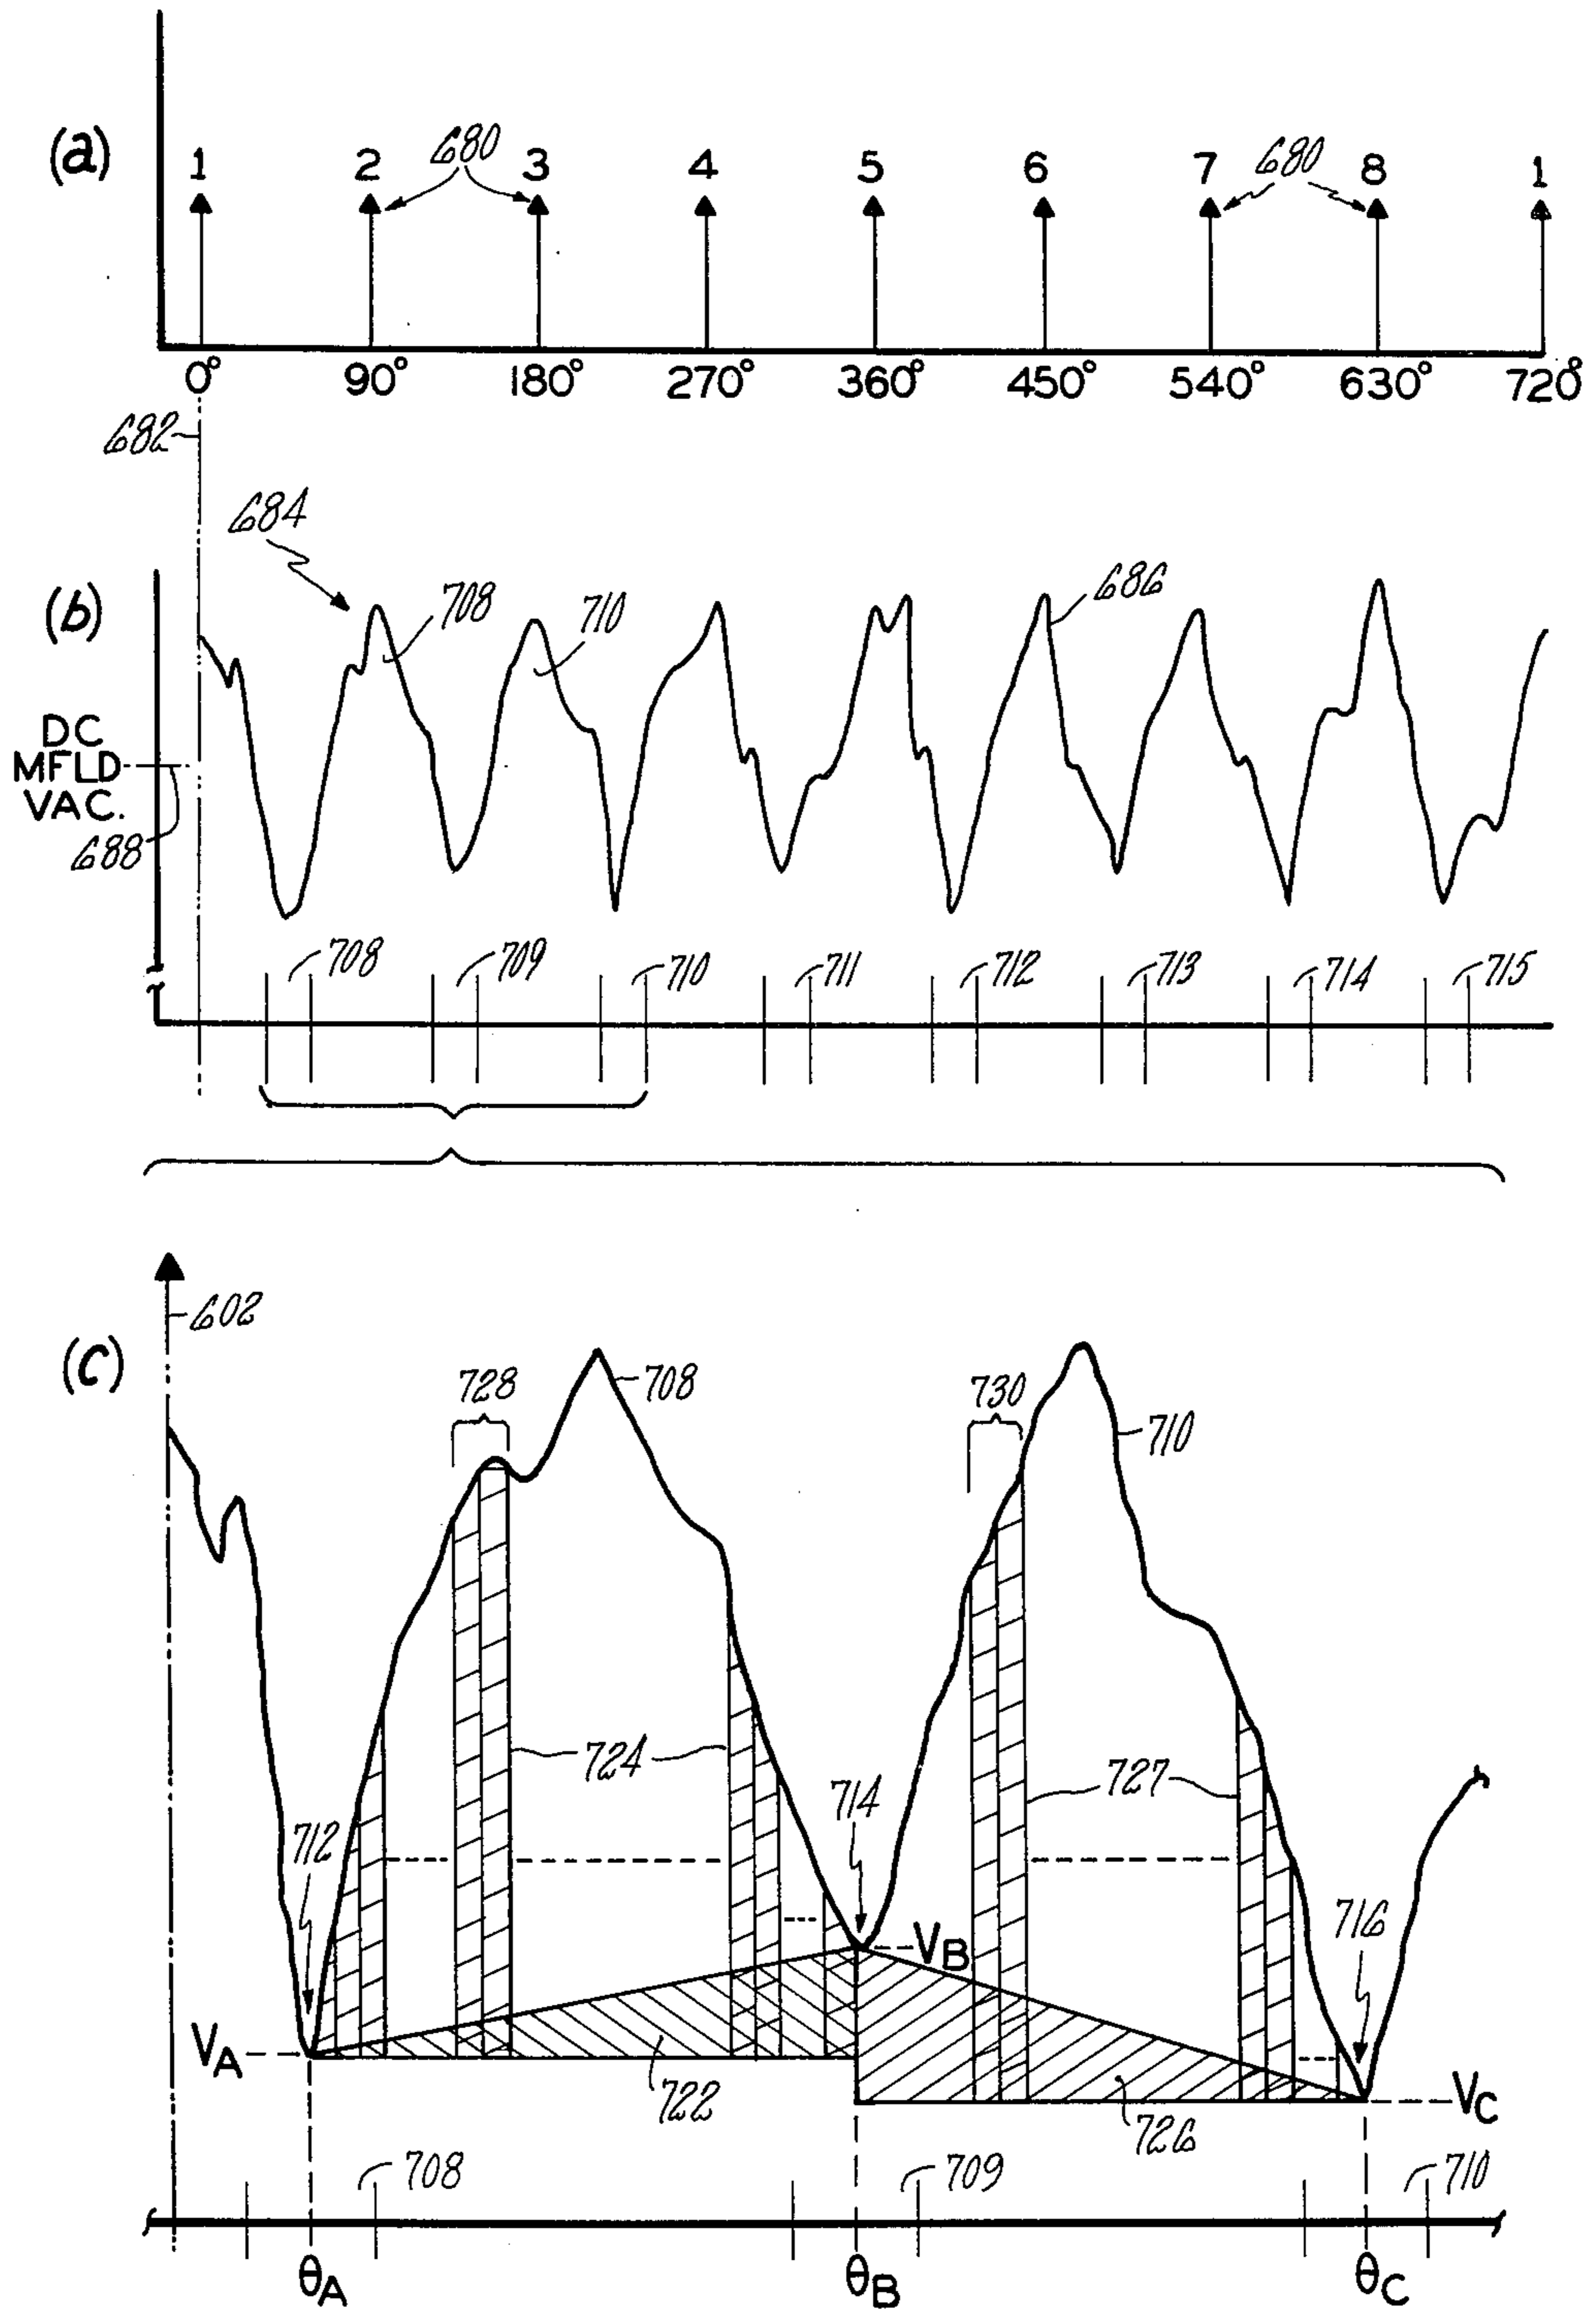 (a)
1 2 680 3 4 5 6 7 680 8 1
0° 90° 180° 270° 360° 450° 540° 630° 720°
682
684
(b)
708 710 686
DC
MFLD
VAC.
688
708 709 710 711 712 713 714 715
602
(c)
728 708 730 710
724 727
712 714 716
VB
VA
722 726 VC
708 709 710
θA θB θC